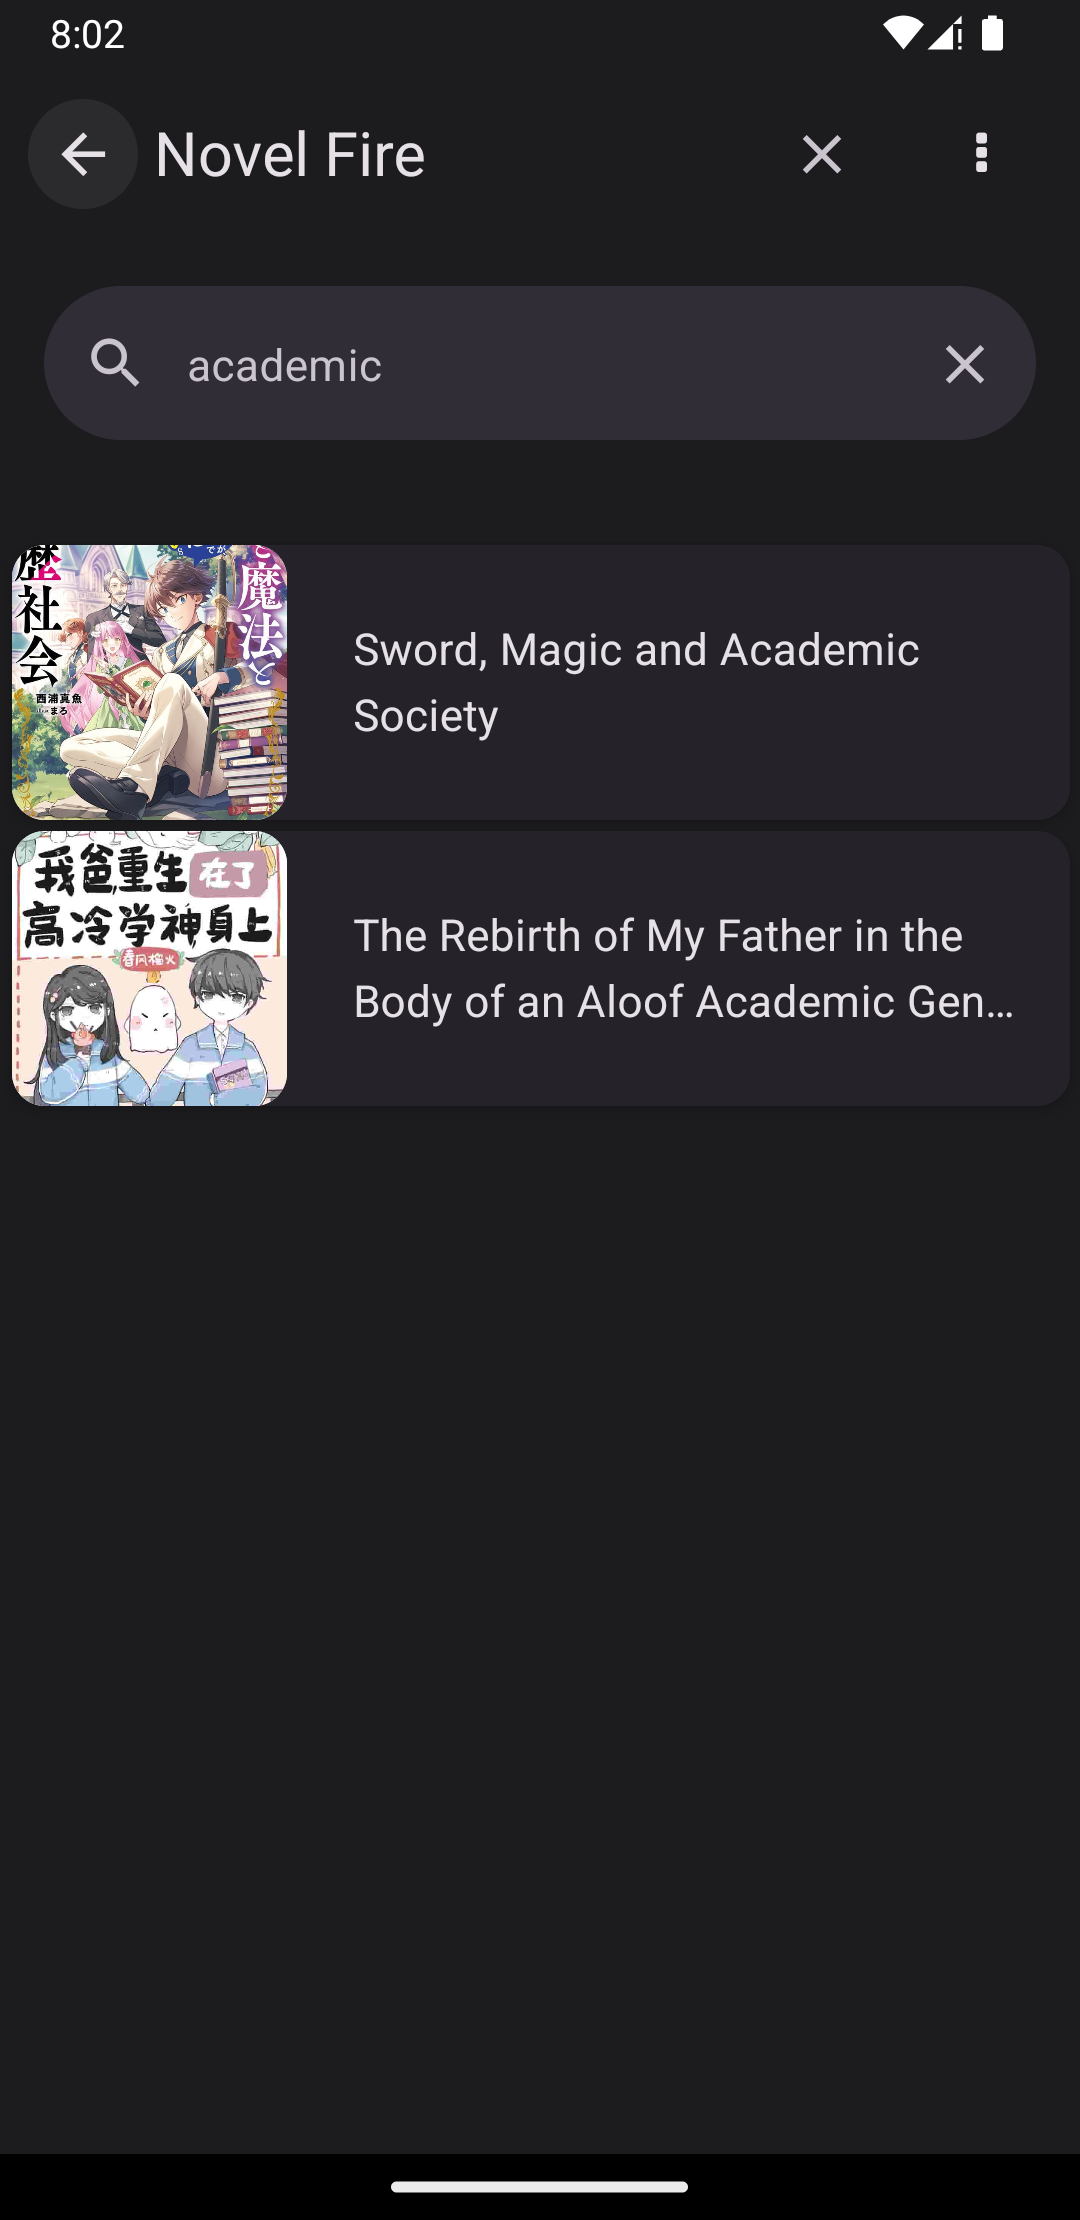 8:02
Novel Fire
academic
歴社会
と魔法と
西浦真魚
まろ
Sword, Magic and Academic
Society
我爸重生在了
高冷学神身上
春风榴火
The Rebirth of My Father in the
Body of an Aloof Academic Gen...